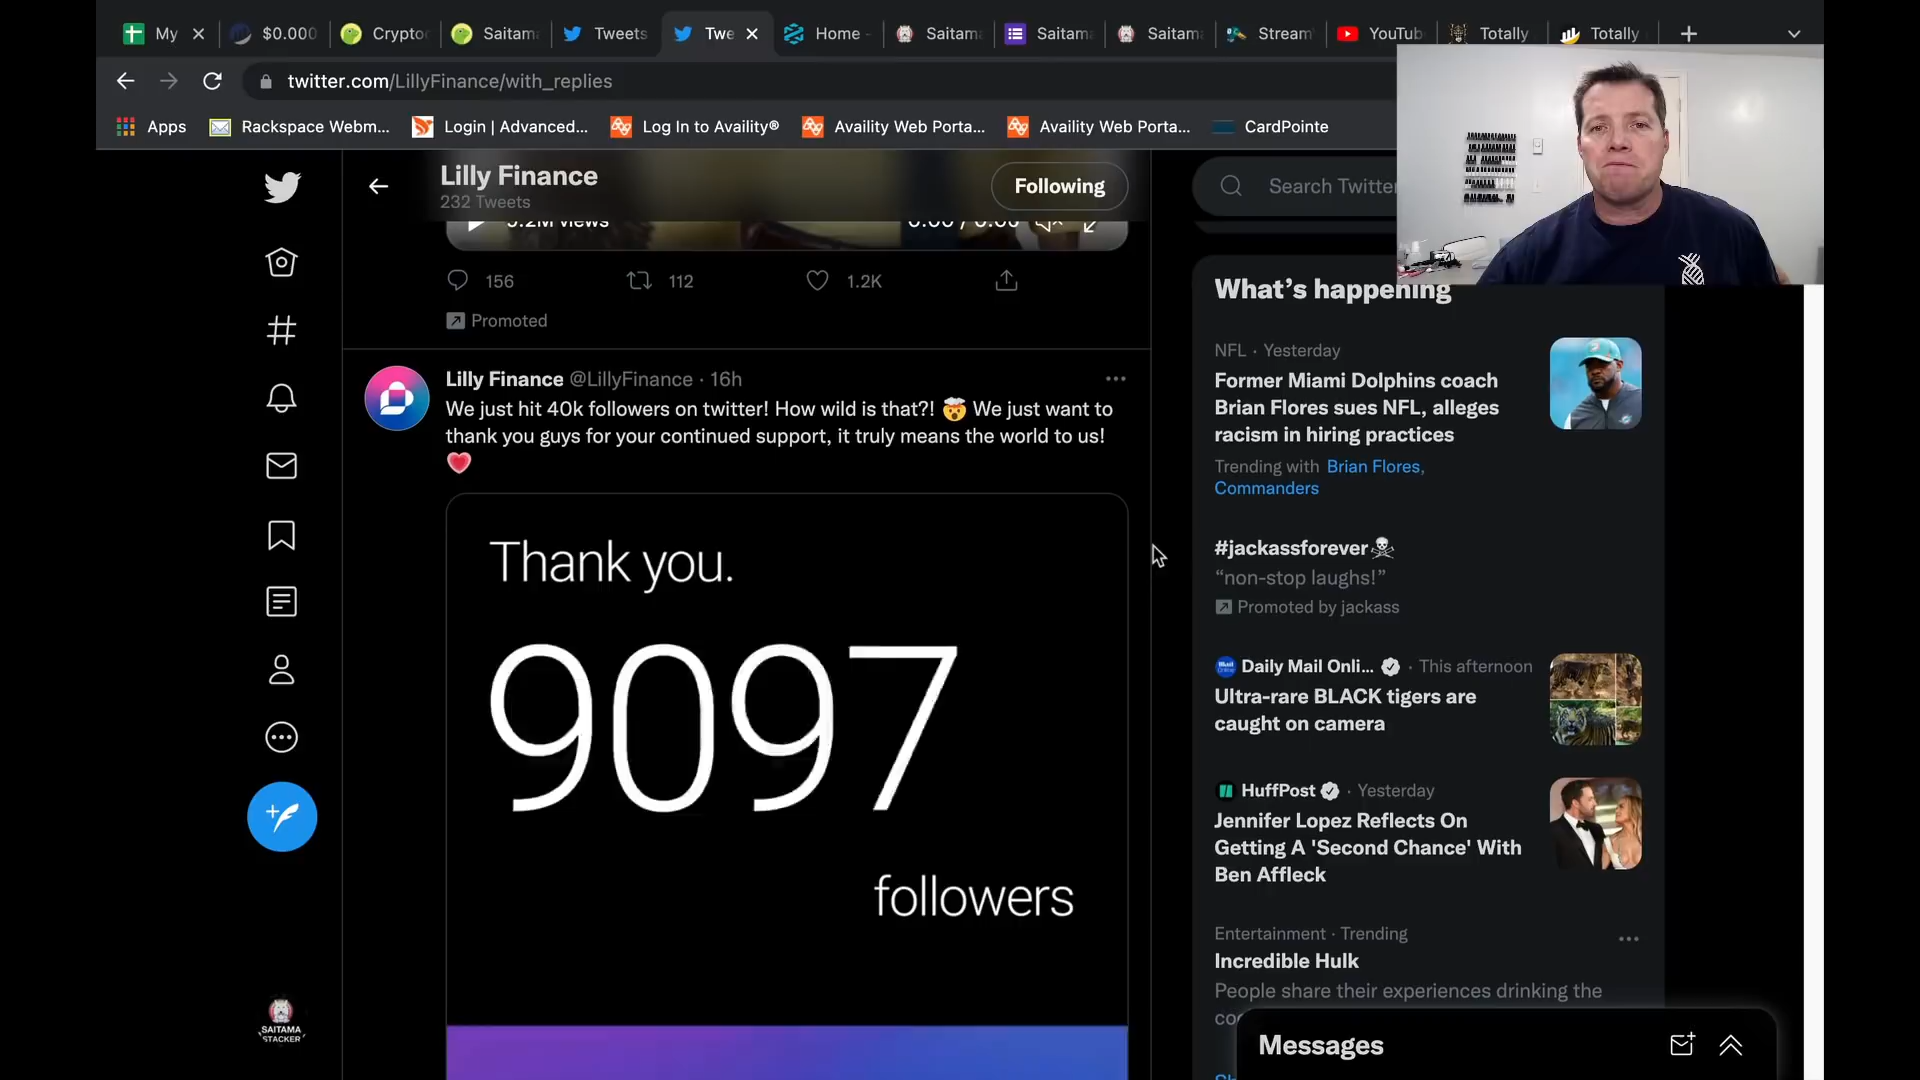 My
$0.000
Crypto
Saitam
Tweets
Twe
Home
Saitam
Saitam
Saitam
Stream
YouTub
Totally
Totally
twitter.com/LillyFinance/with_replies
Apps
Rackspace Webm...
Login | Advanced...
Log In to Availity®
Availity Web Porta...
Availity Web Porta...
CardPointe
Lilly Finance
232 Tweets
Following
Search Twitter
156
112
1.2K
Promoted
Lilly Finance @LillyFinance · 16h
We just hit 40k followers on twitter! How wild is that?! 🤯 We just want to
thank you guys for your continued support, it truly means the world to us!
💗
Thank you.
9097
followers
What's happening
NFL · Yesterday
Former Miami Dolphins coach
Brian Flores sues NFL, alleges
racism in hiring practices
Trending with Brian Flores,
Commanders
#jackassforever
“non-stop laughs!”
Promoted by jackass
Daily Mail Onli... · This afternoon
Ultra-rare BLACK tigers are
caught on camera
HuffPost · Yesterday
Jennifer Lopez Reflects On
Getting A 'Second Chance' With
Ben Affleck
Entertainment · Trending
Incredible Hulk
People share their experiences drinking the
Messages
SAITAMA
STACKER